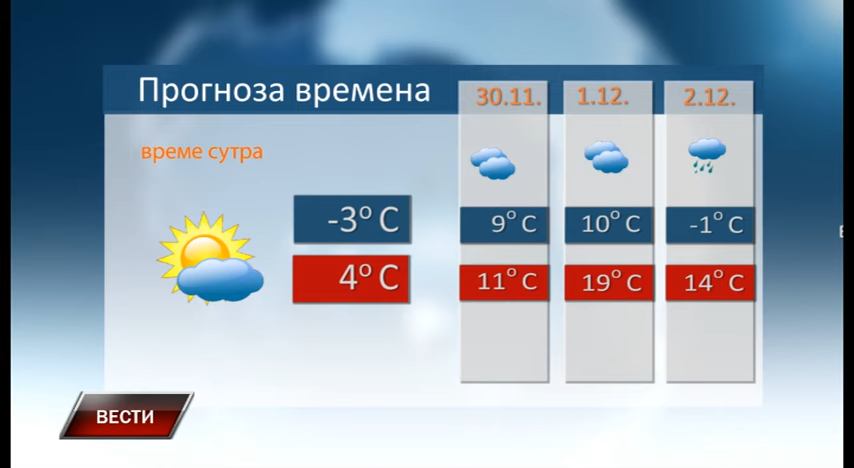 Прогноза времена
време сутра
-3° C
4° C
30.11.
9° C
11° C
1.12.
10° C
19° C
2.12.
-1° C
14° C
ВЕСТИ